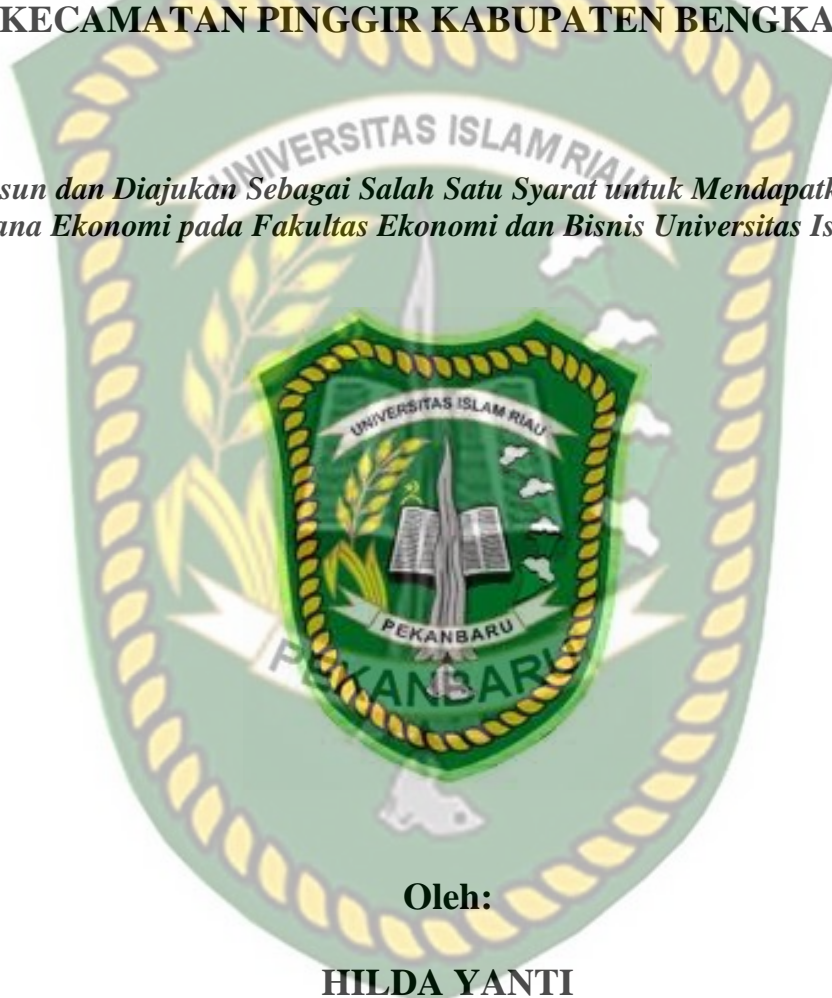 KECAMATAN PINGGIR KABUPATEN BENGKA
UNIVERSITAS ISLAM RIAU
sun dan Diajukan Sebagai Salah Satu Syarat untuk Mendapatk
ana Ekonomi pada Fakultas Ekonomi dan Bisnis Universitas Is
UNIVERSITAS ISLAM RIAU
PEKANBARU
PEKANBARU
Oleh:
HILDA YANTI